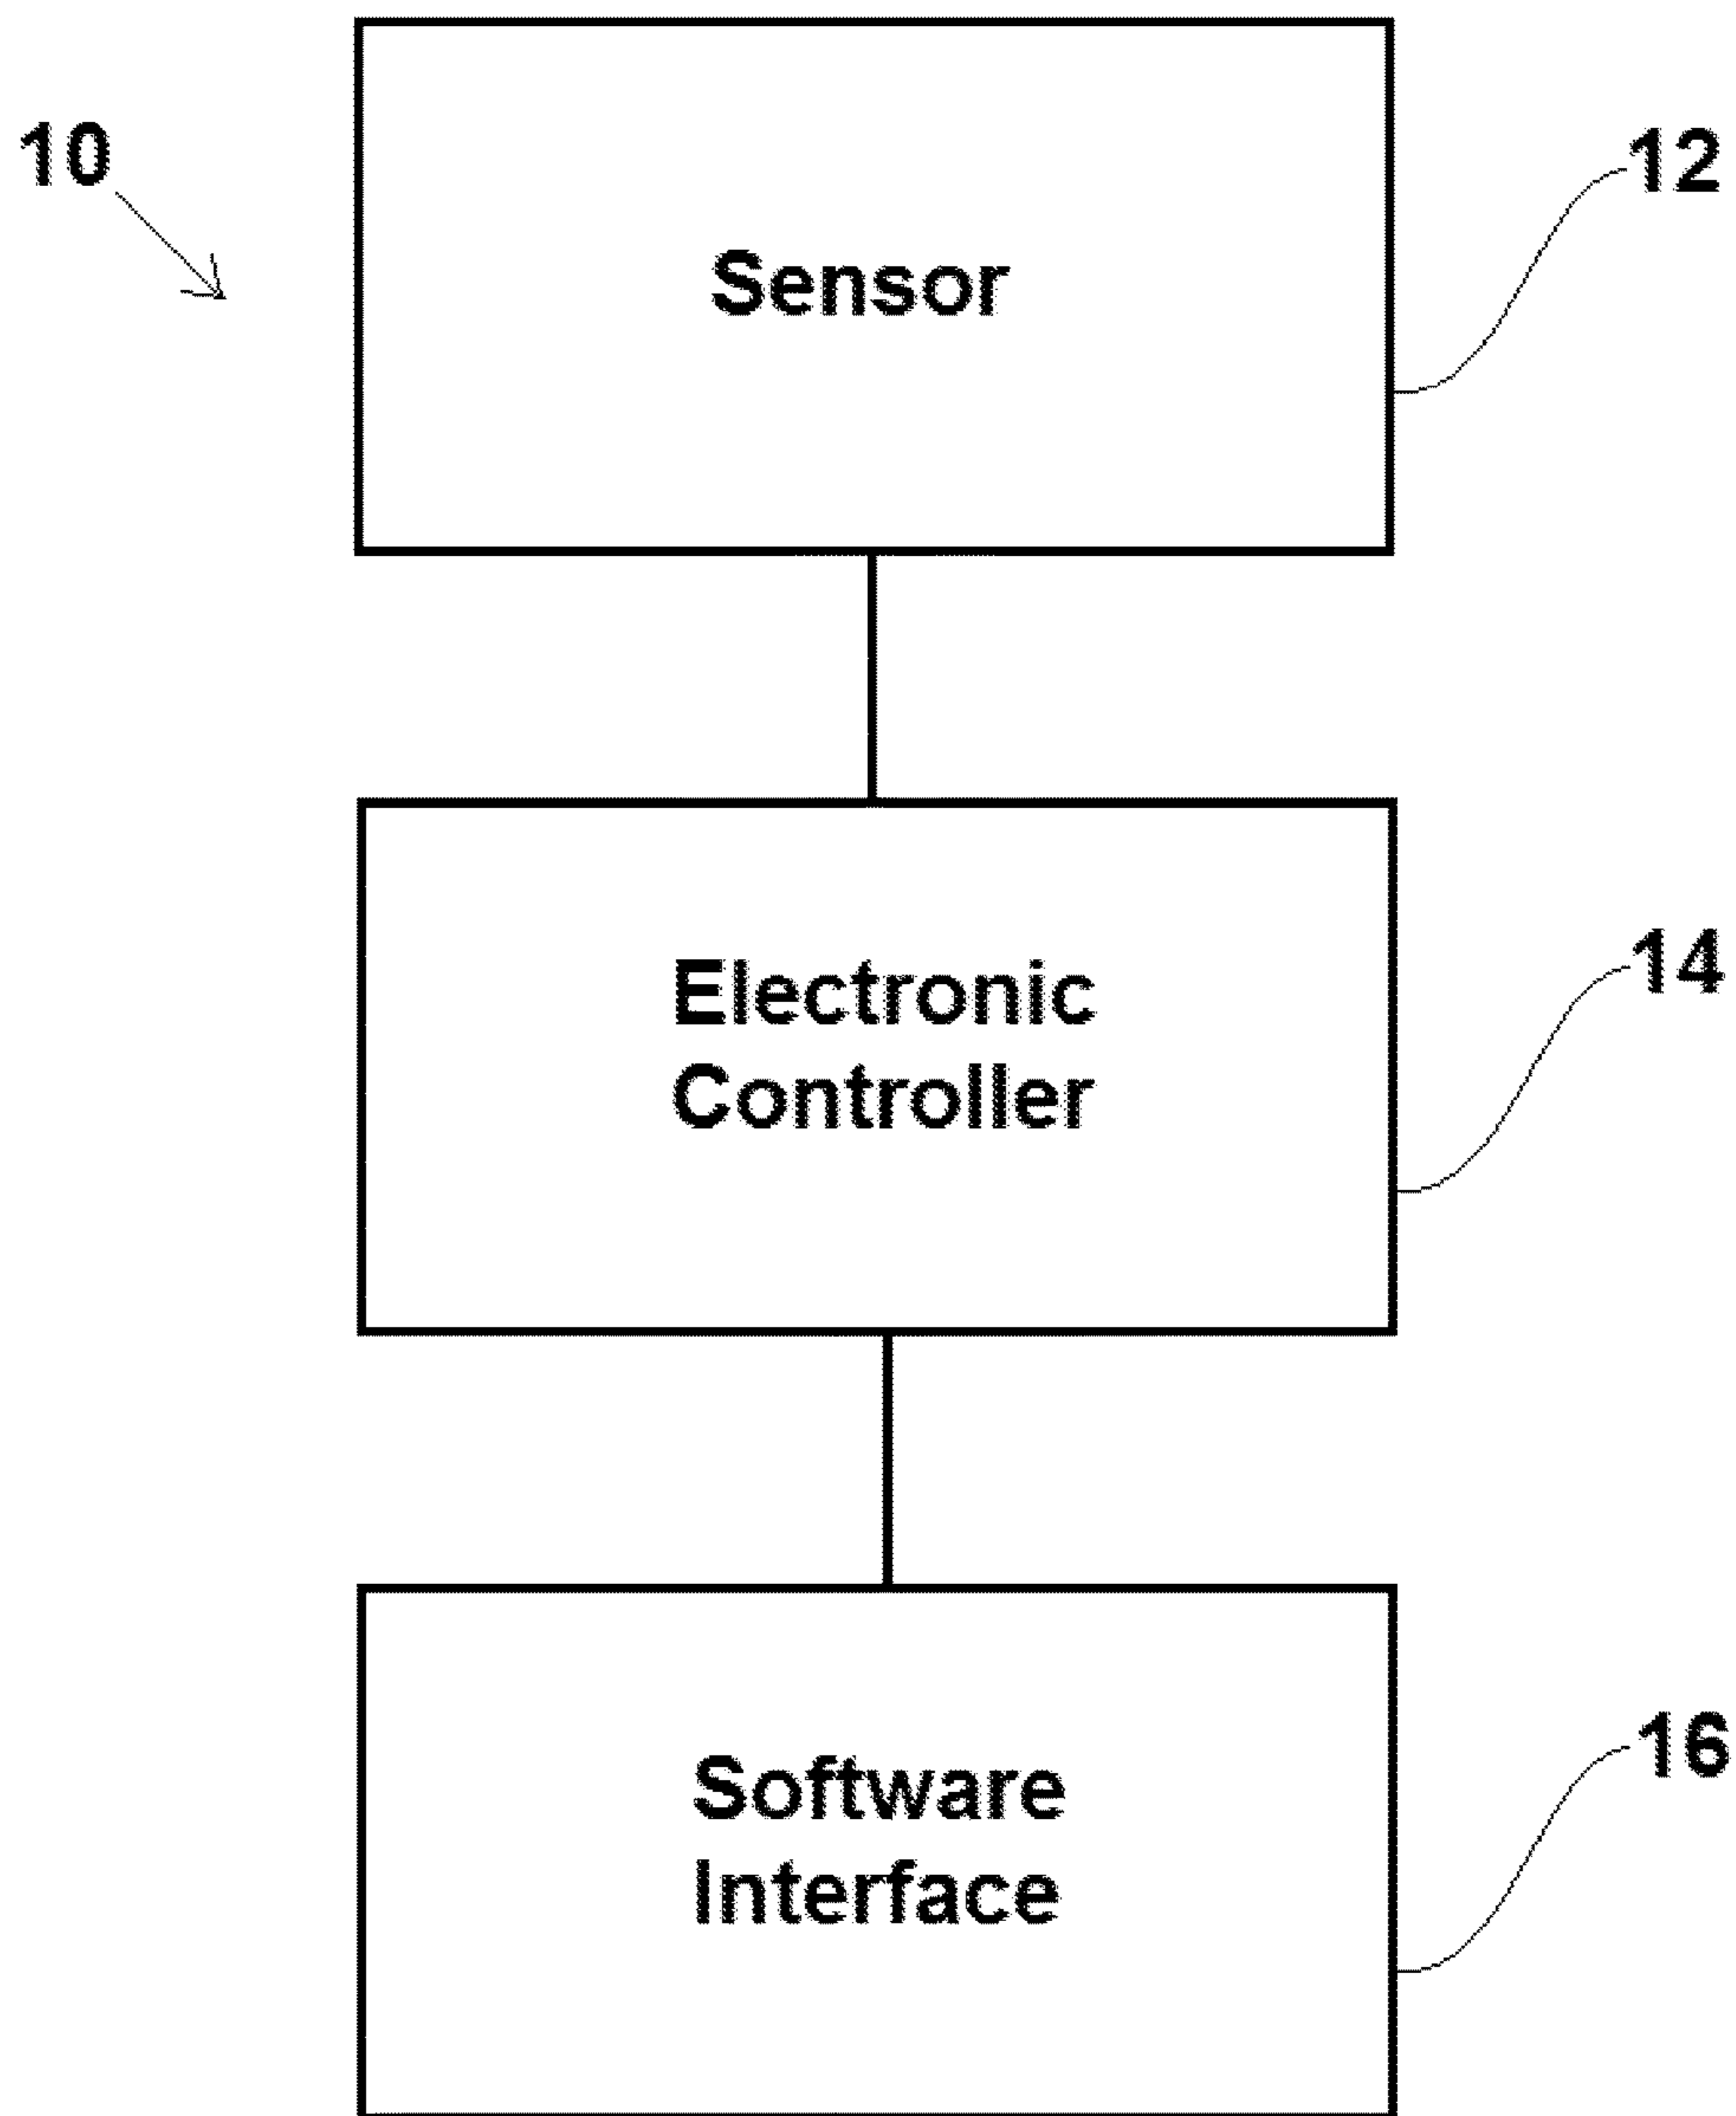 10
12
Sensor
14
Electronic
Controller
16
Software
Interface